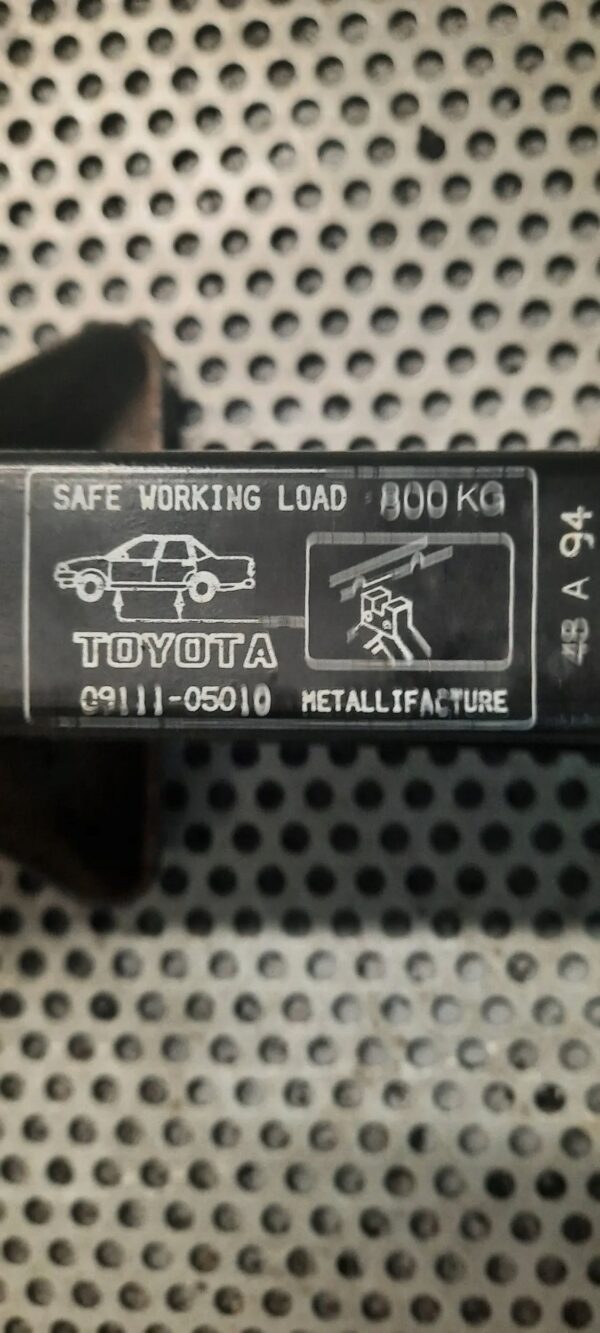 SAFE WORKING LOAD 800 KG
TOYOTA
09111-05010 METALLIFACTURE
48 A 94